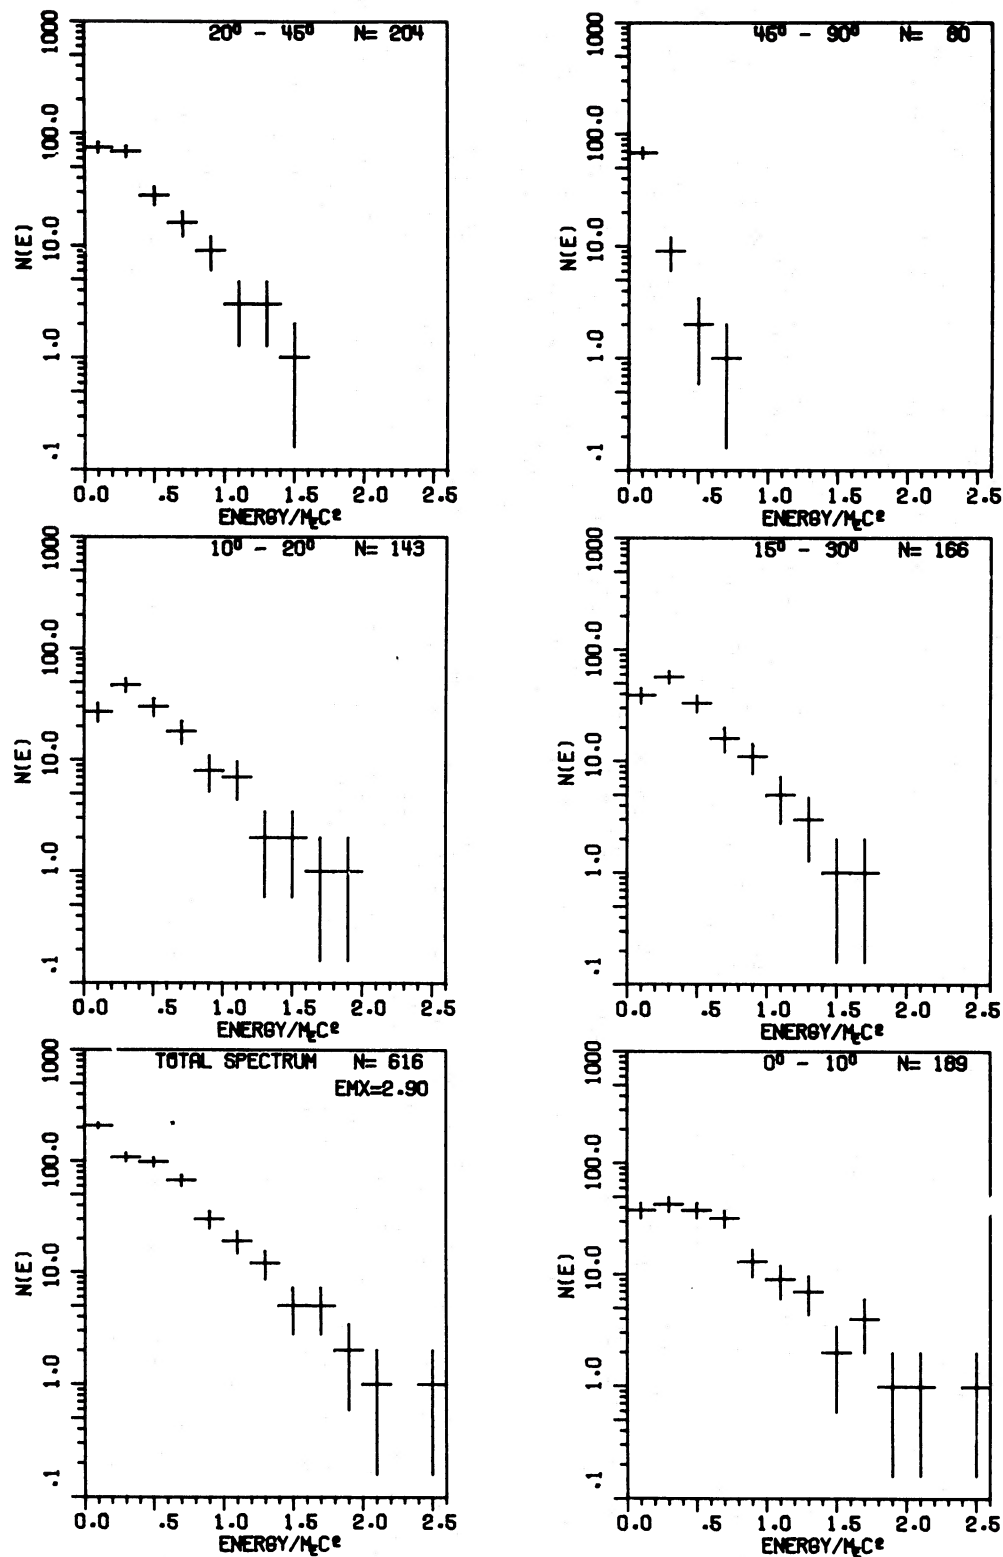 20⁰ - 45⁰ N= 204
1000
100.0
10.0
1.0
.1
N(E)
0.0 .5 1.0 1.5 2.0 2.5
ENERGY/MₑC²
45⁰ - 90⁰ N= 80
1000
100.0
10.0
1.0
.1
N(E)
0.0 .5 1.0 1.5 2.0 2.5
ENERGY/MₑC²
10⁰ - 20⁰ N= 143
1000
100.0
10.0
1.0
.1
N(E)
0.0 .5 1.0 1.5 2.0 2.5
ENERGY/MₑC²
15⁰ - 30⁰ N= 166
1000
100.0
10.0
1.0
.1
N(E)
0.0 .5 1.0 1.5 2.0 2.5
ENERGY/MₑC²
TOTAL SPECTRUM N= 616
EMX=2.90
1000
100.0
10.0
1.0
.1
N(E)
0.0 .5 1.0 1.5 2.0 2.5
ENERGY/MₑC²
0⁰ - 10⁰ N= 189
1000
100.0
10.0
1.0
.1
N(E)
0.0 .5 1.0 1.5 2.0 2.5
ENERGY/MₑC²